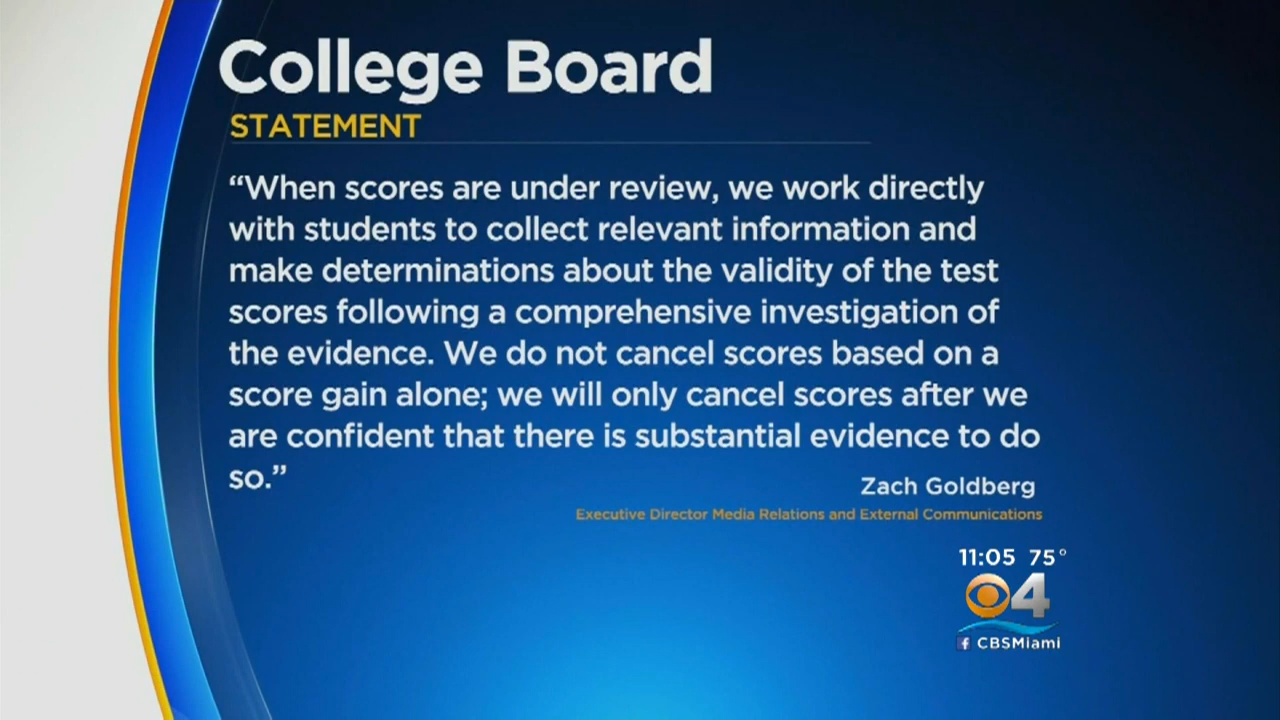 College Board
STATEMENT
“When scores are under review, we work directly
with students to collect relevant information and
make determinations about the validity of the test
scores following a comprehensive investigation of
the evidence. We do not cancel scores based on a
score gain alone; we will only cancel scores after we
are confident that there is substantial evidence to do
so.”
Zach Goldberg
Executive Director Media Relations and External Communications
11:05 75°
4
f CBSMiami